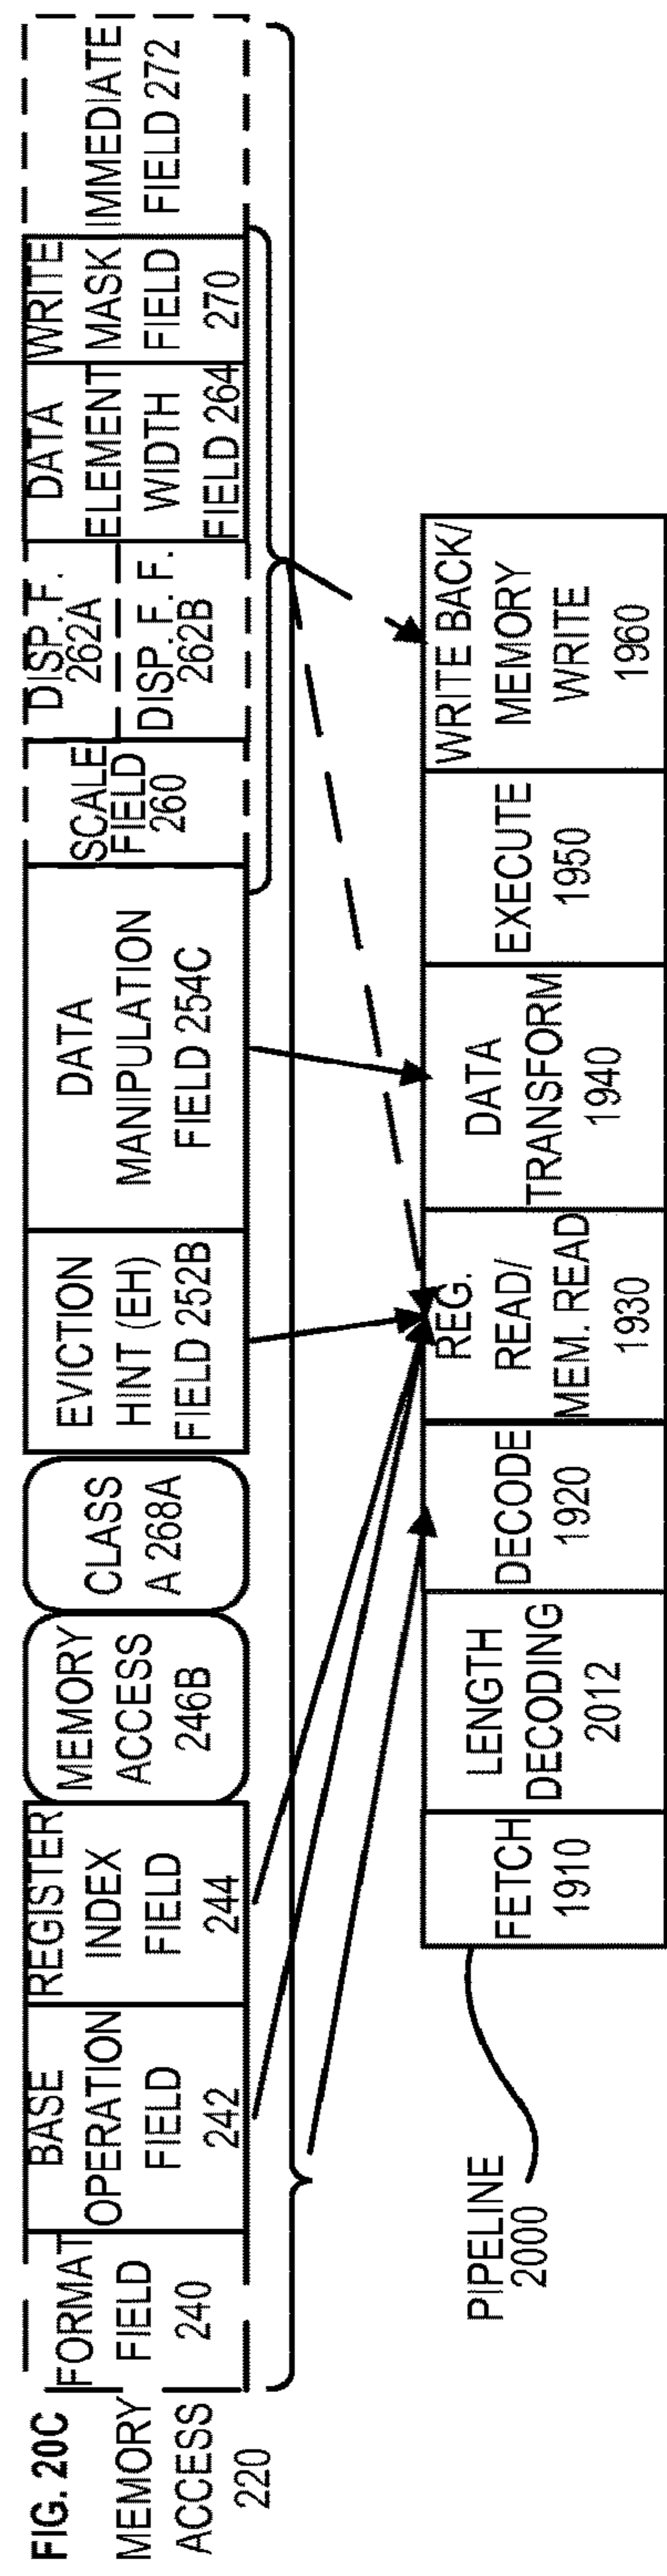 FIG. 20C
MEMORY
ACCESS
220
FORMAT
FIELD
240
BASE
OPERATION
FIELD
242
REGISTER
INDEX
FIELD
244
MEMORY
ACCESS
246B
CLASS
A 268A
EVICTION
HINT (EH)
FIELD 252B
DATA
MANIPULATION
FIELD 254C
SCALE
FIELD
260
DISP. F.
262A
DISP. F. F.
262B
DATA
ELEMENT
WIDTH
FIELD 264
WRITE
MASK
FIELD
270
IMMEDIATE
FIELD 272
PIPELINE
2000
FETCH
1910
LENGTH
DECODING
2012
DECODE
1920
REG.
READ/
MEM. READ
1930
DATA
TRANSFORM
1940
EXECUTE
1950
WRITE BACK/
MEMORY
WRITE
1960